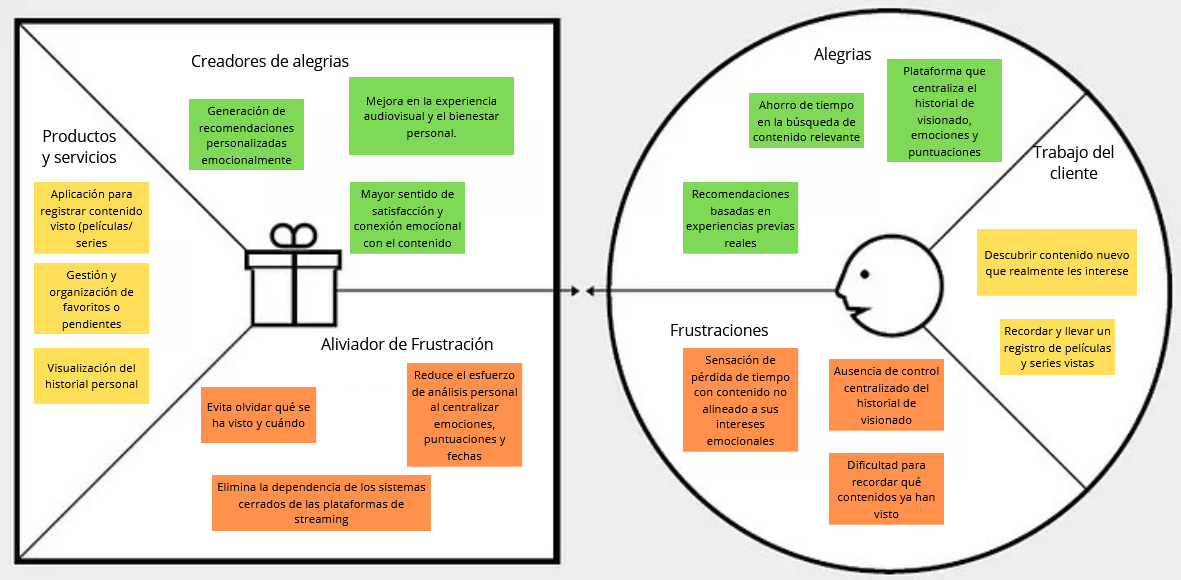 Creadores de alegrias
Generación de
recomendaciones
personalizadas
emocionalmente
Mejora en la experiencia
audiovisual y el bienestar
personal.
Mayor sentido de
satisfacción y
conexión emocional
con el contenido
Productos
y servicios
Aplicación para
registrar contenido
visto (películas/
series
Gestión y
organización de
favoritos o
pendientes
Visualización del
historial personal
Aliviador de Frustración
Evita olvidar qué se
ha visto y cuándo
Reduce el esfuerzo
de análisis personal
al centralizar
emociones,
puntuaciones y
fechas
Elimina la dependencia de los sistemas
cerrados de las plataformas de
streaming
Alegrias
Ahorro de tiempo
en la búsqueda de
contenido relevante
Plataforma que
centraliza el
historial de
visionado,
emociones y
puntuaciones
Recomendaciones
basadas en
experiencias previas
reales
Trabajo del
cliente
Descubrir contenido nuevo
que realmente les interese
Recordar y llevar un
registro de películas
y series vistas
Frustraciones
Sensación de
pérdida de tiempo
con contenido no
alineado a sus
intereses
emocionales
Ausencia de control
centralizado del
historial de
visionado
Dificultad para
recordar qué
contenidos ya han
visto